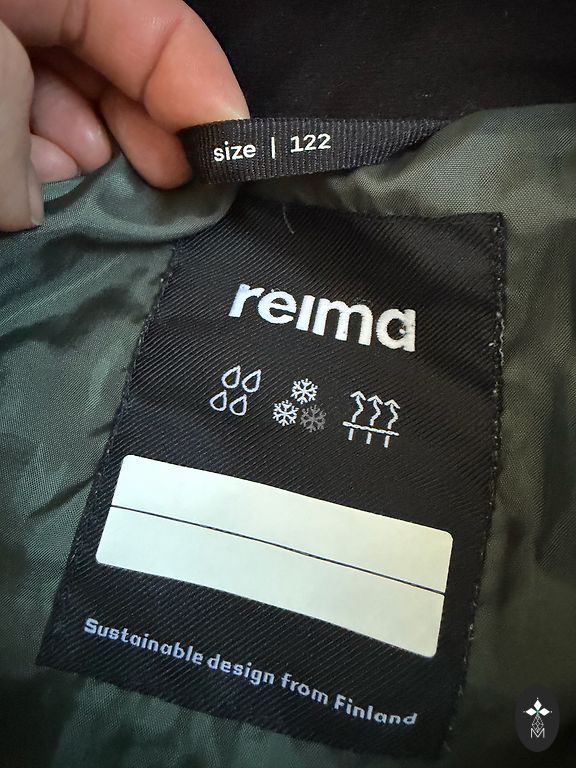 size | 122
reima
Sustainable design from Finland
M